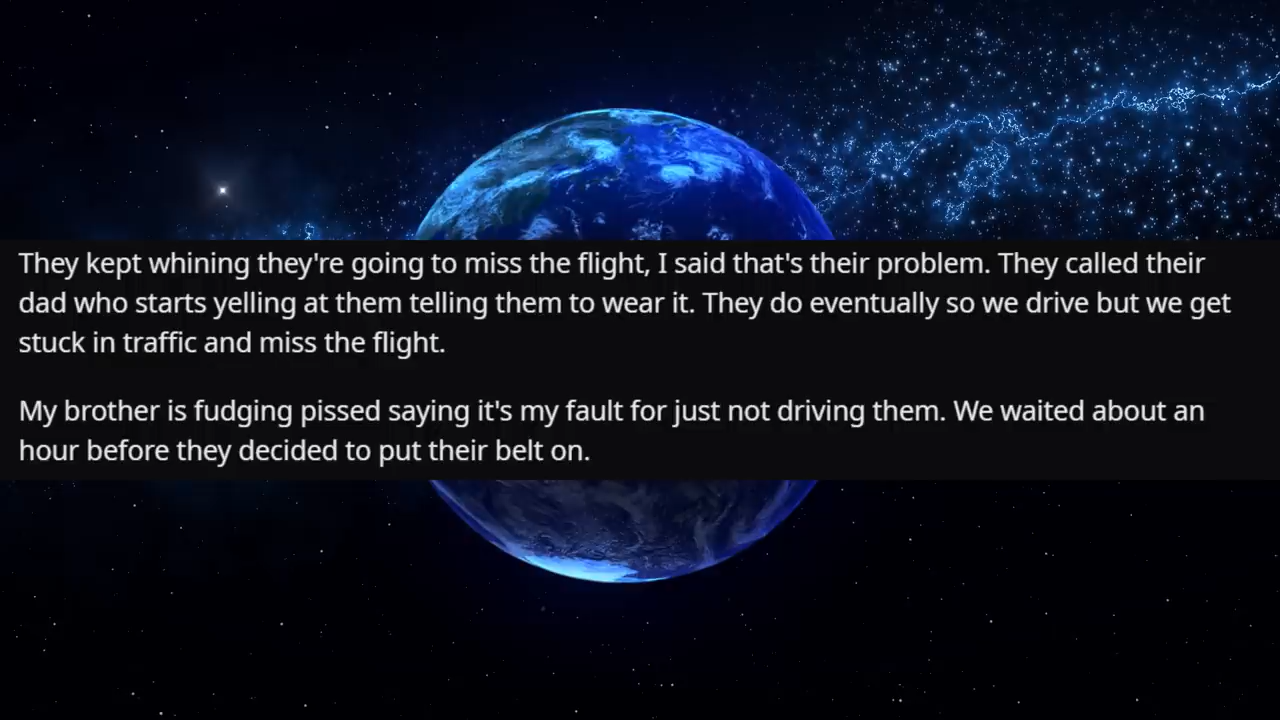 They kept whining they're going to miss the flight, I said that's their problem. They called their
dad who starts yelling at them telling them to wear it. They do eventually so we drive but we get
stuck in traffic and miss the flight.
My brother is fudging pissed saying it's my fault for just not driving them. We waited about an
hour before they decided to put their belt on.